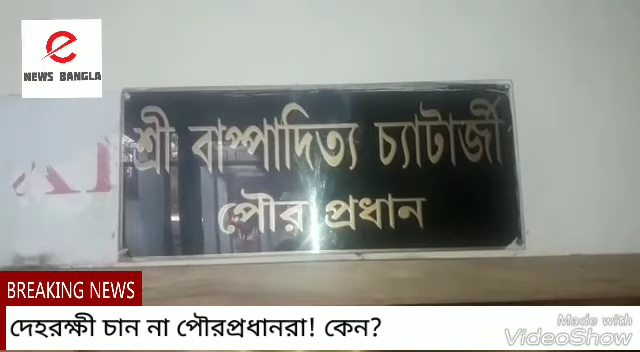 e
NEWS BANGLA
শ্রী বাপ্পাদিত্য চ্যাটার্জী
পৌর প্রধান
BREAKING NEWS
দেহরক্ষী চান না পৌরপ্রধানরা! কেন?
Made with
VideoShow